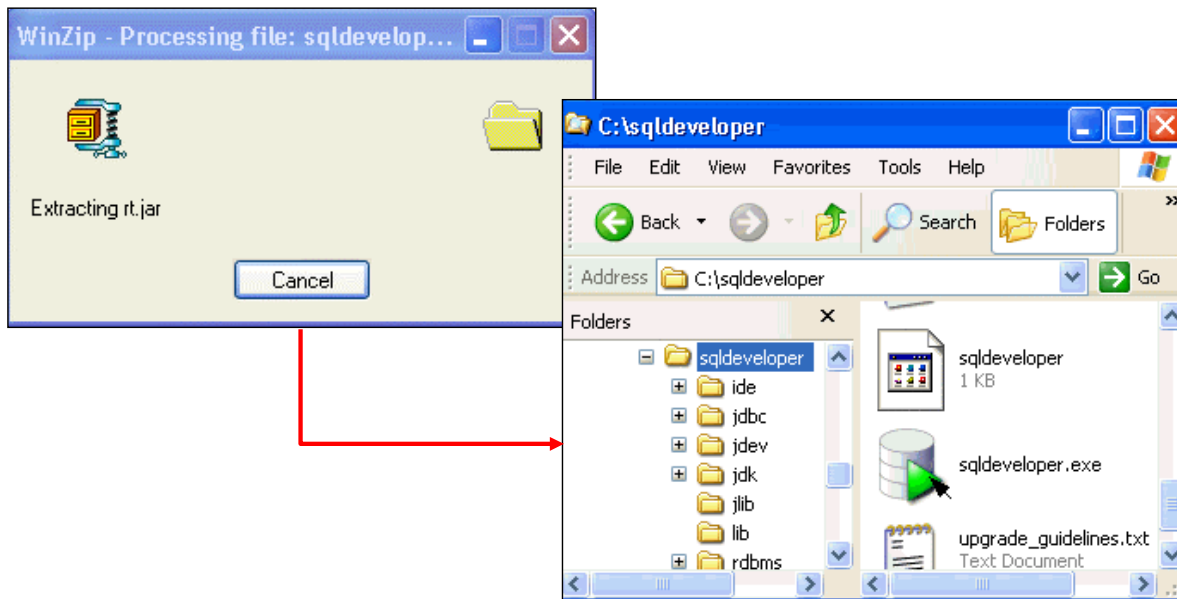 WinZip - Processing file: sqldevelop...
Extracting rt.jar
Cancel
C:\sqldeveloper
File Edit View Favorites Tools Help
Back Search Folders »
Address C:\sqldeveloper Go
Folders
sqldeveloper
ide
jdbc
jdev
jdk
jlib
lib
rdbms
sqldeveloper
1 KB
sqldeveloper.exe
upgrade_guidelines.txt
Text Document